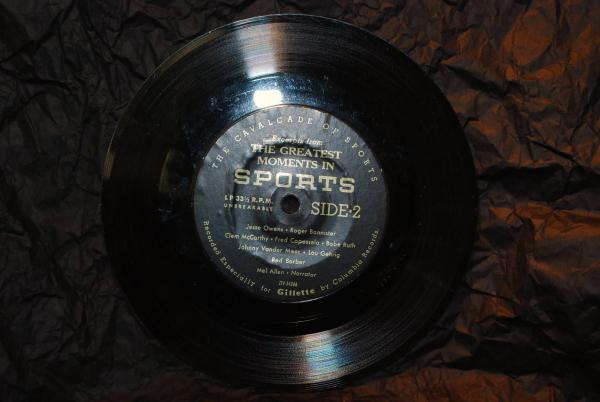 THE CAVALCADE OF SPORTS
Excerpts from
THE GREATEST
MOMENTS IN
SPORTS
LP 33⅓ R.P.M.
UNBREAKABLE
SIDE-2
Jesse Owens • Roger Bannister
Clem McCarthy • Fred Capossela • Babe Ruth
Johnny Vander Meer • Lou Gehrig
Red Barber
Mel Allen • Narrator
Recorded Especially for Gillette by Columbia Records